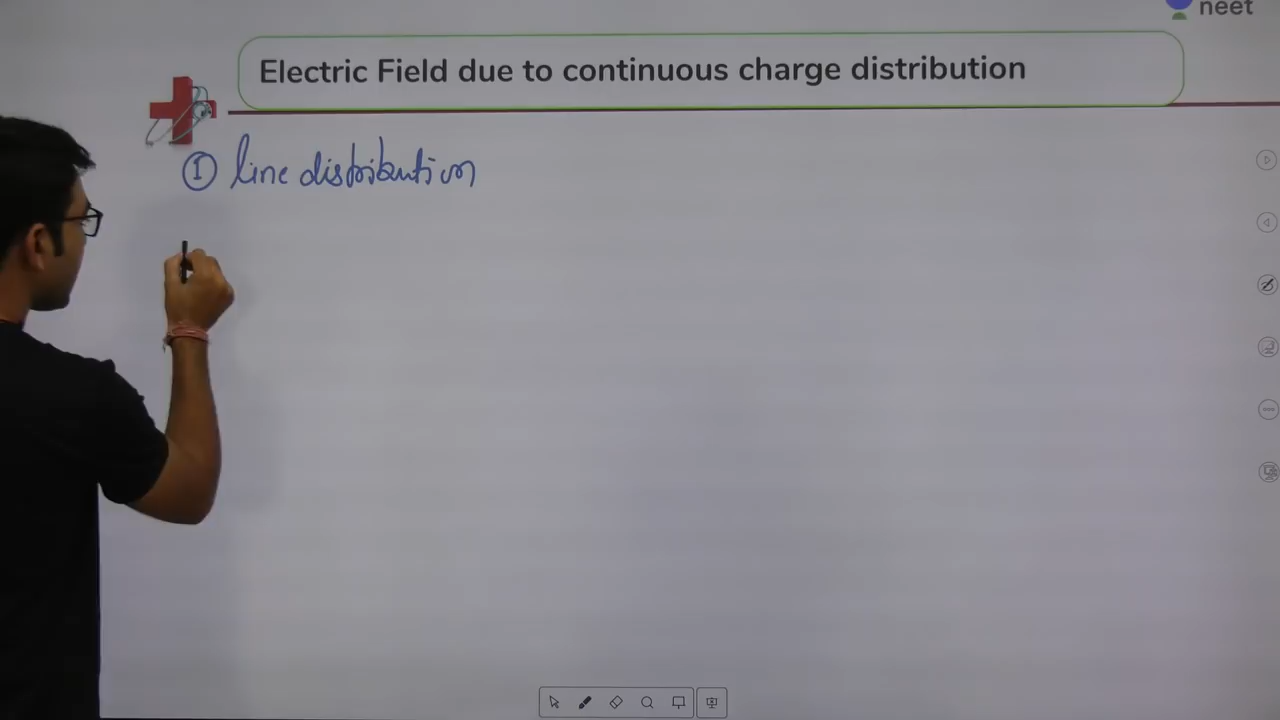 neet
Electric Field due to continuous charge distribution
① line distribution